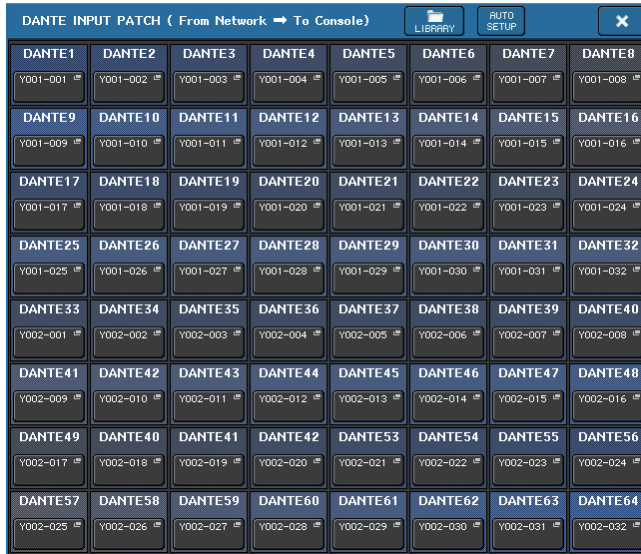 DANTE INPUT PATCH ( From Network ➡ To Console)
LIBRARY
AUTO
SETUP
×
DANTE1 DANTE2 DANTE3 DANTE4 DANTE5 DANTE6 DANTE7 DANTE8
Y001-001 Y001-002 Y001-003 Y001-004 Y001-005 Y001-006 Y001-007 Y001-008
DANTE9 DANTE10 DANTE11 DANTE12 DANTE13 DANTE14 DANTE15 DANTE16
Y001-009 Y001-010 Y001-011 Y001-012 Y001-013 Y001-014 Y001-015 Y001-016
DANTE17 DANTE18 DANTE19 DANTE20 DANTE21 DANTE22 DANTE23 DANTE24
Y001-017 Y001-018 Y001-019 Y001-020 Y001-021 Y001-022 Y001-023 Y001-024
DANTE25 DANTE26 DANTE27 DANTE28 DANTE29 DANTE30 DANTE31 DANTE32
Y001-025 Y001-026 Y001-027 Y001-028 Y001-029 Y001-030 Y001-031 Y001-032
DANTE33 DANTE34 DANTE35 DANTE36 DANTE37 DANTE38 DANTE39 DANTE40
Y002-001 Y002-002 Y002-003 Y002-004 Y002-005 Y002-006 Y002-007 Y002-008
DANTE41 DANTE42 DANTE43 DANTE44 DANTE45 DANTE46 DANTE47 DANTE48
Y002-009 Y002-010 Y002-011 Y002-012 Y002-013 Y002-014 Y002-015 Y002-016
DANTE49 DANTE40 DANTE41 DANTE42 DANTE53 DANTE54 DANTE55 DANTE56
Y002-017 Y002-018 Y002-019 Y002-020 Y002-021 Y002-022 Y002-023 Y002-024
DANTE57 DANTE58 DANTE59 DANTE60 DANTE61 DANTE62 DANTE63 DANTE64
Y002-025 Y002-026 Y002-027 Y002-028 Y002-029 Y002-030 Y002-031 Y002-032